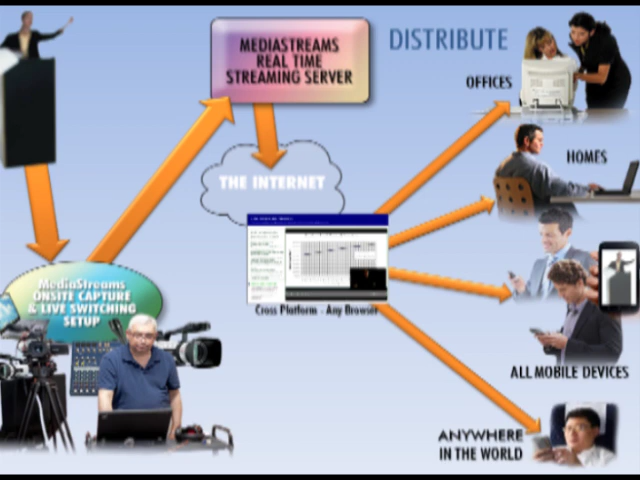 MEDIASTREAMS
REAL TIME
STREAMING SERVER
DISTRIBUTE
OFFICES
HOMES
THE INTERNET
MediaStreams
ONSITE CAPTURE
& LIVE SWITCHING
SETUP
Cross Platform - Any Browser
ALL MOBILE DEVICES
ANYWHERE
IN THE WORLD